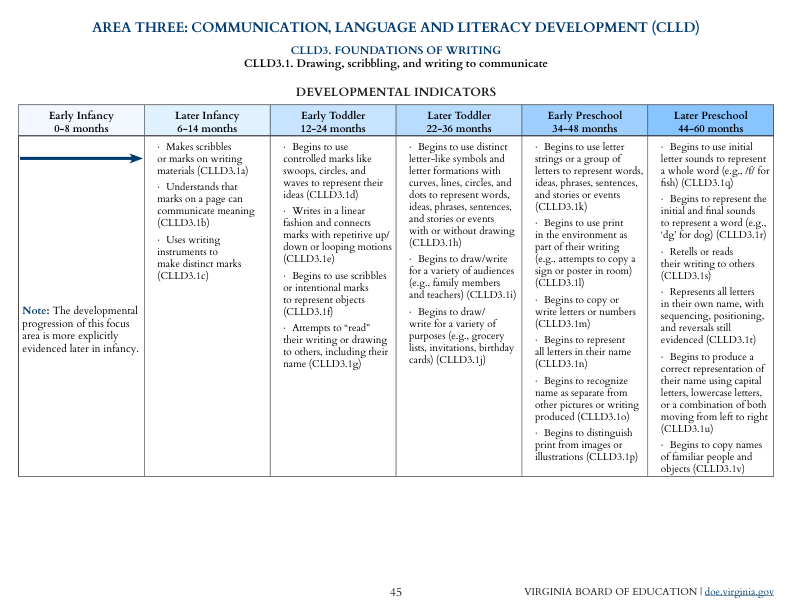 AREA THREE: COMMUNICATION, LANGUAGE AND LITERACY DEVELOPMENT (CLLD)
CLLD3. FOUNDATIONS OF WRITING
CLLD3.1. Drawing, scribbling, and writing to communicate
DEVELOPMENTAL INDICATORS
Early Infancy
0–8 months
Note: The developmental
progression of this focus
area is more explicitly
evidenced later in infancy.
Later Infancy
6–14 months
· Makes scribbles
or marks on writing
materials (CLLD3.1a)
· Understands that
marks on a page can
communicate meaning
(CLLD3.1b)
· Uses writing
instruments to
make distinct marks
(CLLD3.1c)
Early Toddler
12–24 months
· Begins to use
controlled marks like
swoops, circles, and
waves to represent their
ideas (CLLD3.1d)
· Writes in a linear
fashion and connects
marks with repetitive up/
down or looping motions
(CLLD3.1e)
· Begins to use scribbles
or intentional marks
to represent objects
(CLLD3.1f)
· Attempts to “read”
their writing or drawing
to others, including their
name (CLLD3.1g)
Later Toddler
22–36 months
· Begins to use distinct
letter-like symbols and
letter formations with
curves, lines, circles, and
dots to represent words,
ideas, phrases, sentences,
and stories or events
with or without drawing
(CLLD3.1h)
· Begins to draw/write
for a variety of audiences
(e.g., family members
and teachers) (CLLD3.1i)
· Begins to draw/
write for a variety of
purposes (e.g., grocery
lists, invitations, birthday
cards) (CLLD3.1j)
Early Preschool
34–48 months
· Begins to use letter
strings or a group of
letters to represent words,
ideas, phrases, sentences,
and stories or events
(CLLD3.1k)
· Begins to use print
in the environment as
part of their writing
(e.g., attempts to copy a
sign or poster in room)
(CLLD3.1l)
· Begins to copy or
write letters or numbers
(CLLD3.1m)
· Begins to represent
all letters in their name
(CLLD3.1n)
· Begins to recognize
name as separate from
other pictures or writing
produced (CLLD3.1o)
· Begins to distinguish
print from images or
illustrations (CLLD3.1p)
Later Preschool
44–60 months
· Begins to use initial
letter sounds to represent
a whole word (e.g., /f/ for
fish) (CLLD3.1q)
· Begins to represent the
initial and final sounds
to represent a word (e.g.,
‘dg’ for dog) (CLLD3.1r)
· Retells or reads
their writing to others
(CLLD3.1s)
· Represents all letters
in their own name, with
sequencing, positioning,
and reversals still
evidenced (CLLD3.1t)
· Begins to produce a
correct representation of
their name using capital
letters, lowercase letters,
or a combination of both
moving from left to right
(CLLD3.1u)
· Begins to copy names
of familiar people and
objects (CLLD3.1v)
45
VIRGINIA BOARD OF EDUCATION | doe.virginia.gov